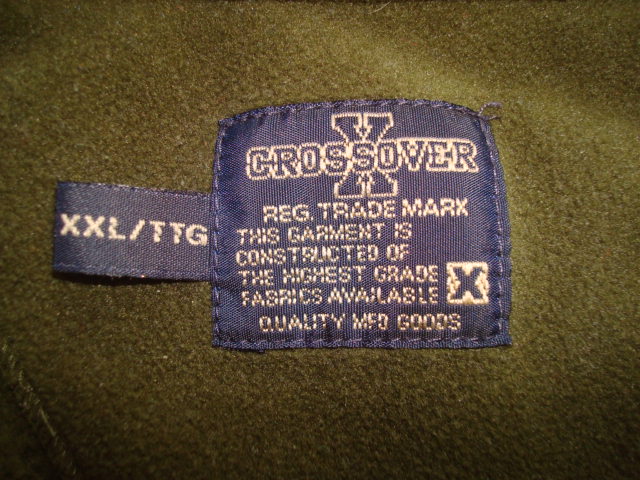 X
CROSSOVER
REG. TRADE MARK
XXL/TTG
THIS GARMENT IS
CONSTRUCTED OF
THE HIGHEST GRADE
FABRICS AVAILABLE X
QUALITY MFD GOODS